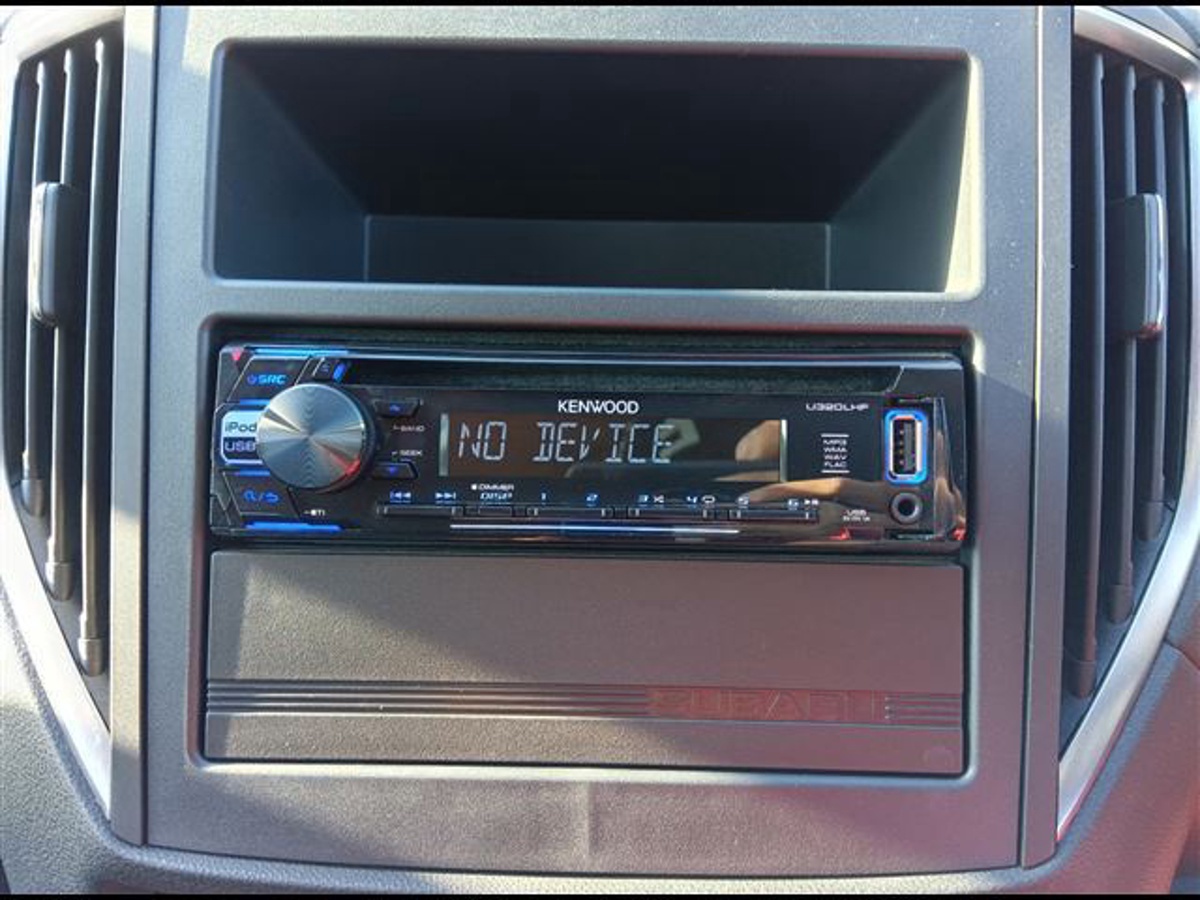 SRC
KENWOOD
U320LHF
iPod
USB
BAND
SEEK
NO DEVICE
MP3
WMA
WAV
FLAC
DIMMER
DISP
1 2 3 4 5 6
USB
SUBARU